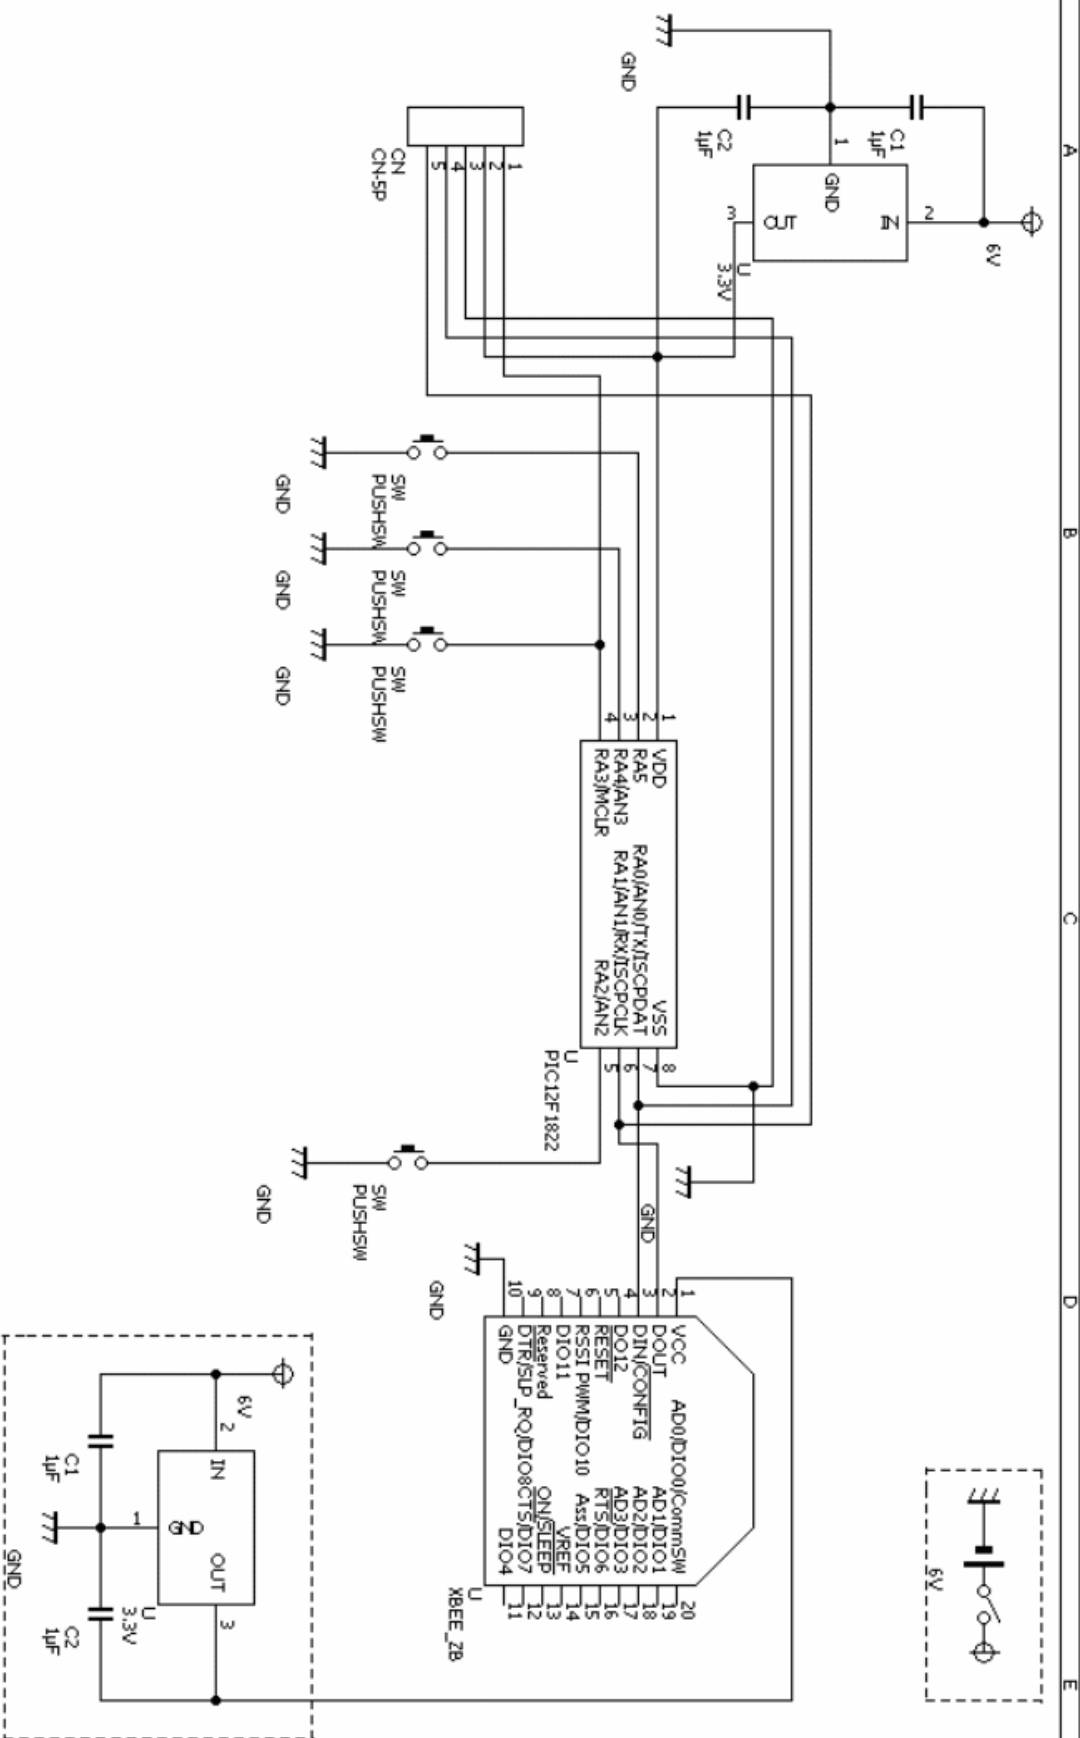 A
B
C
D
E
GND
C1
1µF
C2
1µF
1
GND
IN
2
OUT
3
6V
U
3.3V
CN
CN-5P
1
2
3
4
5
SW
PUSHSW
GND
SW
PUSHSW
GND
SW
PUSHSW
GND
1
2
3
4
VDD
RA5
RA4/AN3
RA3/MCLR
VSS
RA0/AN0/TX/ISCPDAT
RA1/AN1/RX/ISCPCLK
RA2/AN2
8
7
6
5
U
PIC12F1822
SW
PUSHSW
GND
GND
GND
1
2
3
4
5
6
7
8
9
10
VCC
DOUT
DIN/CONFIG
DO12
RESET
RSSI PWM/DIO10
DIO11
Reserved
DTR/SLP_RQ/DIO8
GND
AD0/DIO0/CommSW
AD1/DIO1
AD2/DIO2
AD3/DIO3
RTS/DIO6
Ass/DIO5
VREF
ON/SLEEP
CTS/DIO7
DIO4
20
19
18
17
16
15
14
13
12
11
U
XBEE_ZB
6V
6V
2
IN
1
GND
OUT
3
C1
1µF
U
3.3V
C2
1µF
GND